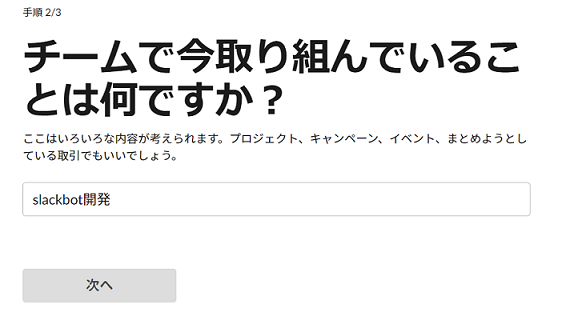 手順 2/3
チームで今取り組んでいるこ
とは何ですか？
ここはいろいろな内容が考えられます。プロジェクト、キャンペーン、イベント、まとめようとし
ている取引でもいいでしょう。
slackbot開発
次へ